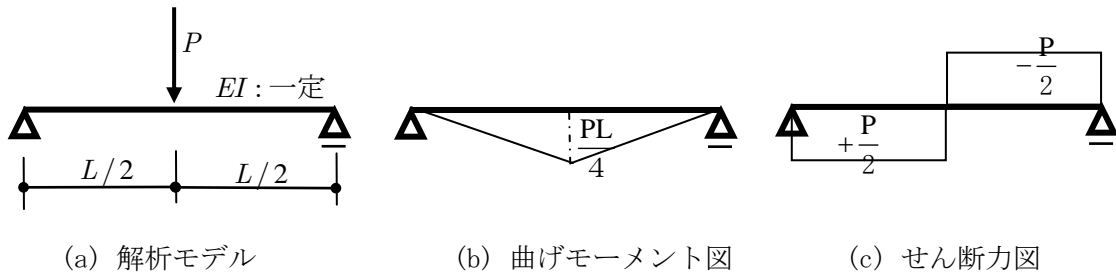 P
EI : 一定
L/2
L/2
(a) 解析モデル
PL/4
(b) 曲げモーメント図
−P/2
+P/2
(c) せん断力図